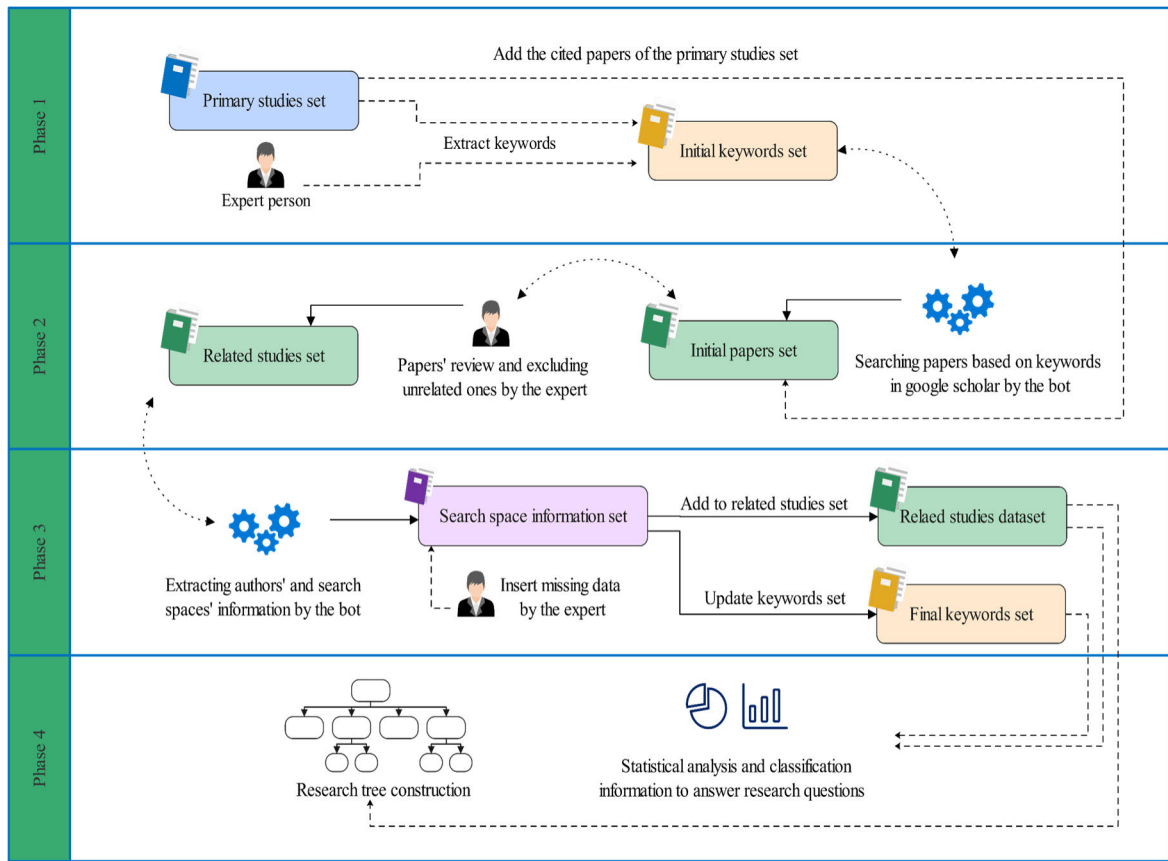 Phase 1
Add the cited papers of the primary studies set
Primary studies set
Extract keywords
Initial keywords set
Expert person
Phase 2
Related studies set
Papers' review and excluding
unrelated ones by the expert
Initial papers set
Searching papers based on keywords
in google scholar by the bot
Phase 3
Extracting authors' and search
spaces' information by the bot
Search space information set
Insert missing data
by the expert
Add to related studies set
Relaed studies dataset
Update keywords set
Final keywords set
Phase 4
Research tree construction
Statistical analysis and classification
information to answer research questions